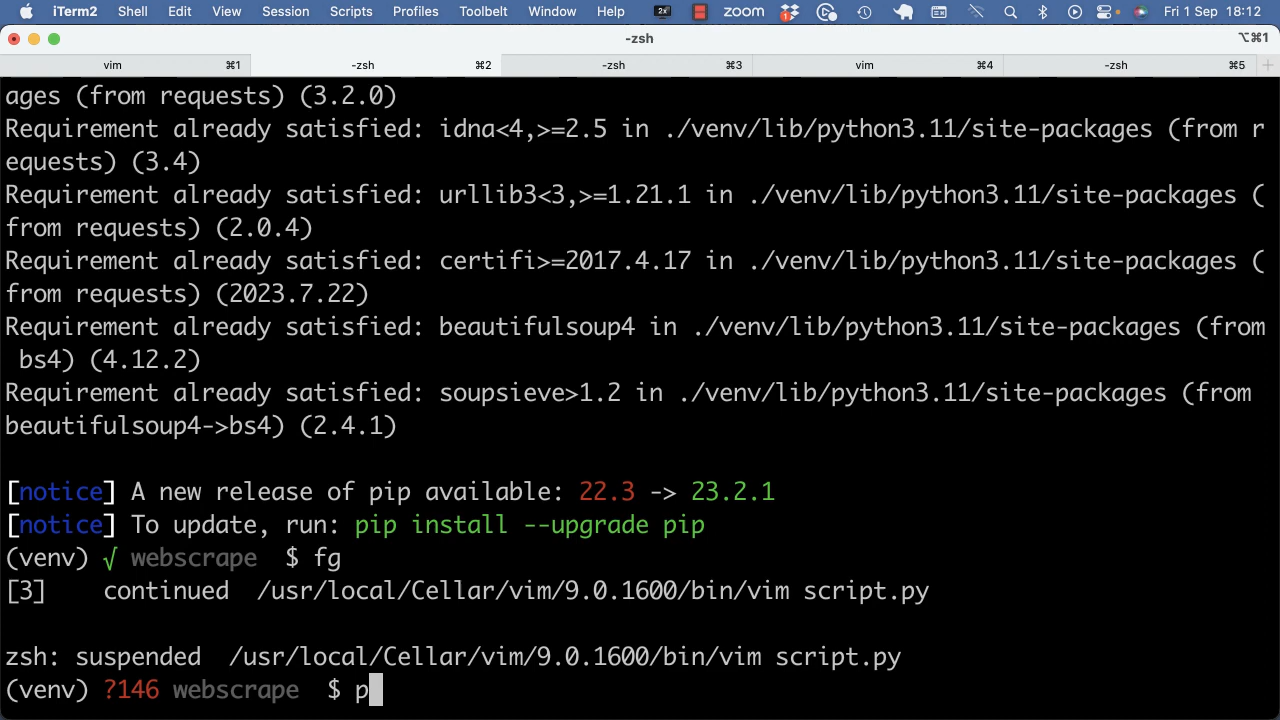 iTerm2 Shell Edit View Session Scripts Profiles Toolbelt Window Help 2x zoom 1 Fri 1 Sep 18:12
-zsh ⌥⌘1
vim ⌘1 -zsh ⌘2 -zsh ⌘3 vim ⌘4 -zsh ⌘5
ages (from requests) (3.2.0)
Requirement already satisfied: idna<4,>=2.5 in ./venv/lib/python3.11/site-packages (from r
equests) (3.4)
Requirement already satisfied: urllib3<3,>=1.21.1 in ./venv/lib/python3.11/site-packages (
from requests) (2.0.4)
Requirement already satisfied: certifi>=2017.4.17 in ./venv/lib/python3.11/site-packages (
from requests) (2023.7.22)
Requirement already satisfied: beautifulsoup4 in ./venv/lib/python3.11/site-packages (from
 bs4) (4.12.2)
Requirement already satisfied: soupsieve>1.2 in ./venv/lib/python3.11/site-packages (from
beautifulsoup4->bs4) (2.4.1)
[notice] A new release of pip available: 22.3 -> 23.2.1
[notice] To update, run: pip install --upgrade pip
(venv) √ webscrape  $ fg
[3]    continued  /usr/local/Cellar/vim/9.0.1600/bin/vim script.py
zsh: suspended  /usr/local/Cellar/vim/9.0.1600/bin/vim script.py
(venv) ?146 webscrape  $ p